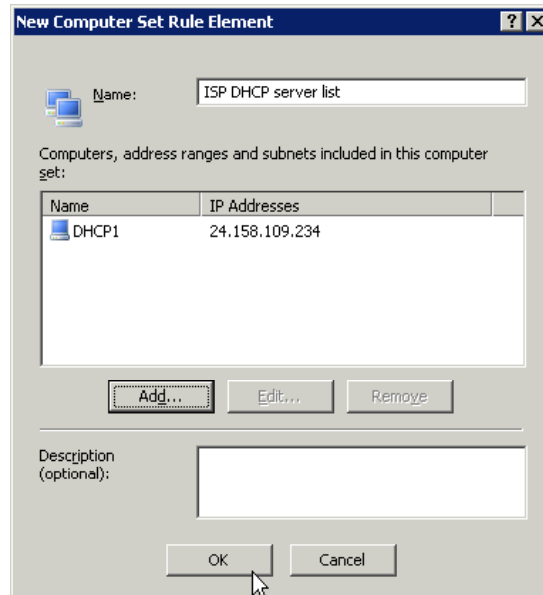 New Computer Set Rule Element
Name: ISP DHCP server list
Computers, address ranges and subnets included in this computer
set:
Name IP Addresses
DHCP1 24.158.109.234
Add... Edit... Remove
Description
(optional):
OK Cancel